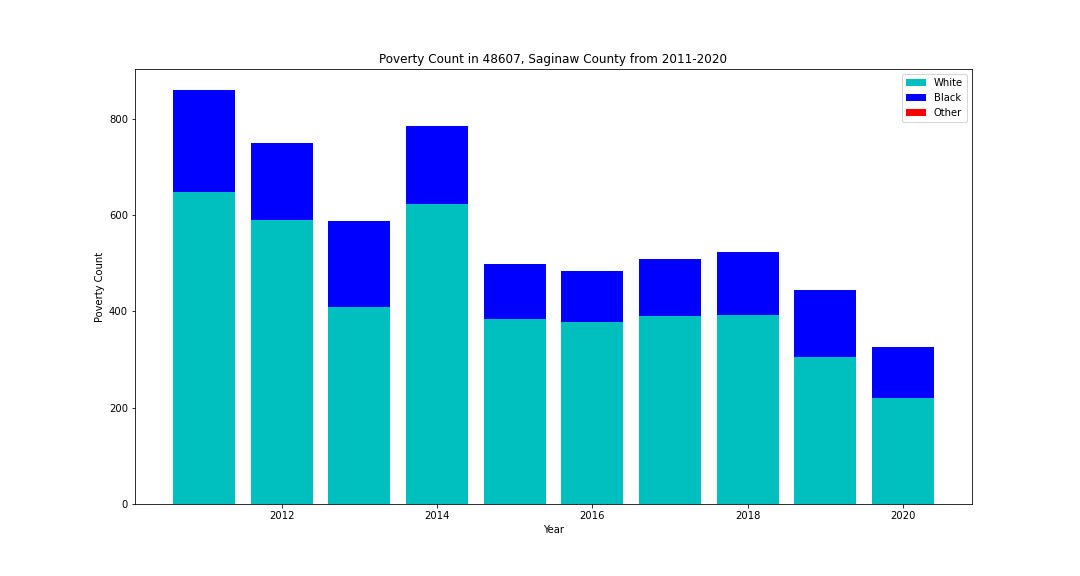 Poverty Count in 48607, Saginaw County from 2011-2020
White
Black
Other
800
600
400
200
0
Poverty Count
2012 2014 2016 2018 2020
Year